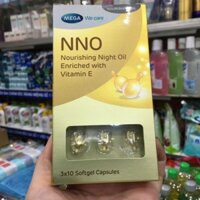 MEGA We care
NNO
Nourishing Night Oil
Enriched with
Vitamin E
3x10 Softgel Capsules